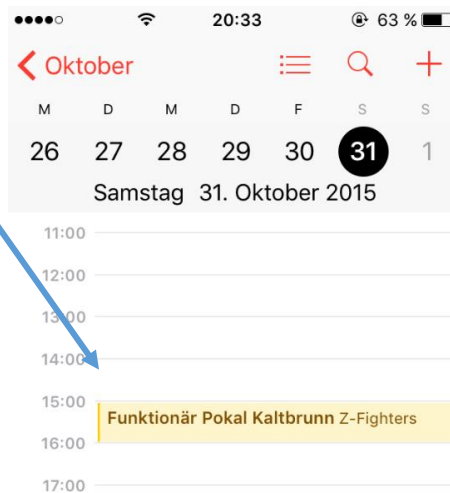 20:33 63 %
Oktober
M D M D F S S
26 27 28 29 30 31 1
Samstag 31. Oktober 2015
11:00
12:00
13:00
14:00
15:00
Funktionär Pokal Kaltbrunn Z-Fighters
16:00
17:00